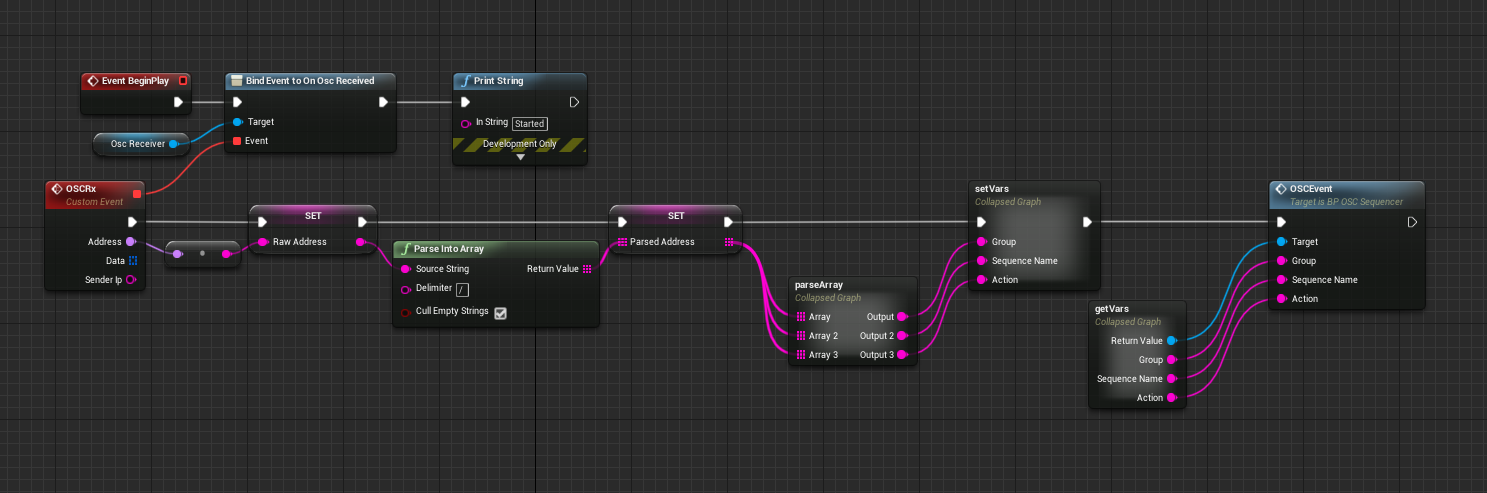 Event BeginPlay
Bind Event to On Osc Received
Target
Event
Osc Receiver
Print String
In String Started
Development Only
OSCRx
Custom Event
Address
Data
Sender Ip
SET
Raw Address
Parse Into Array
Source String Return Value
Delimiter /
Cull Empty Strings
SET
Parsed Address
parseArray
Collapsed Graph
Array Output
Array 2 Output 2
Array 3 Output 3
setVars
Collapsed Graph
Group
Sequence Name
Action
getVars
Collapsed Graph
Return Value
Group
Sequence Name
Action
OSCEvent
Target is BP OSC Sequencer
Target
Group
Sequence Name
Action